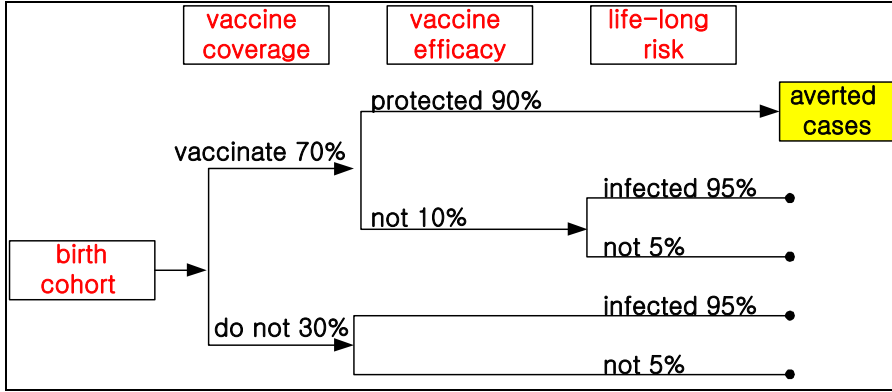 vaccine
coverage
vaccine
efficacy
life-long
risk
protected 90%
averted
cases
vaccinate 70%
infected 95%
not 10%
not 5%
birth
cohort
infected 95%
do not 30%
not 5%